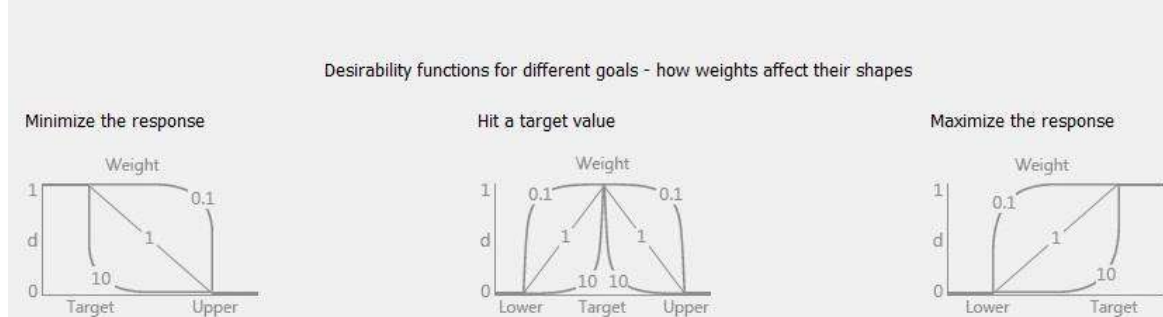 Desirability functions for different goals - how weights affect their shapes
Minimize the response
Hit a target value
Maximize the response
Weight
1
0.1
d
1
10
0
Target
Upper
Weight
1
0.1
0.1
d
1
1
10
10
0
Lower
Target
Upper
Weight
1
0.1
d
1
10
0
Lower
Target